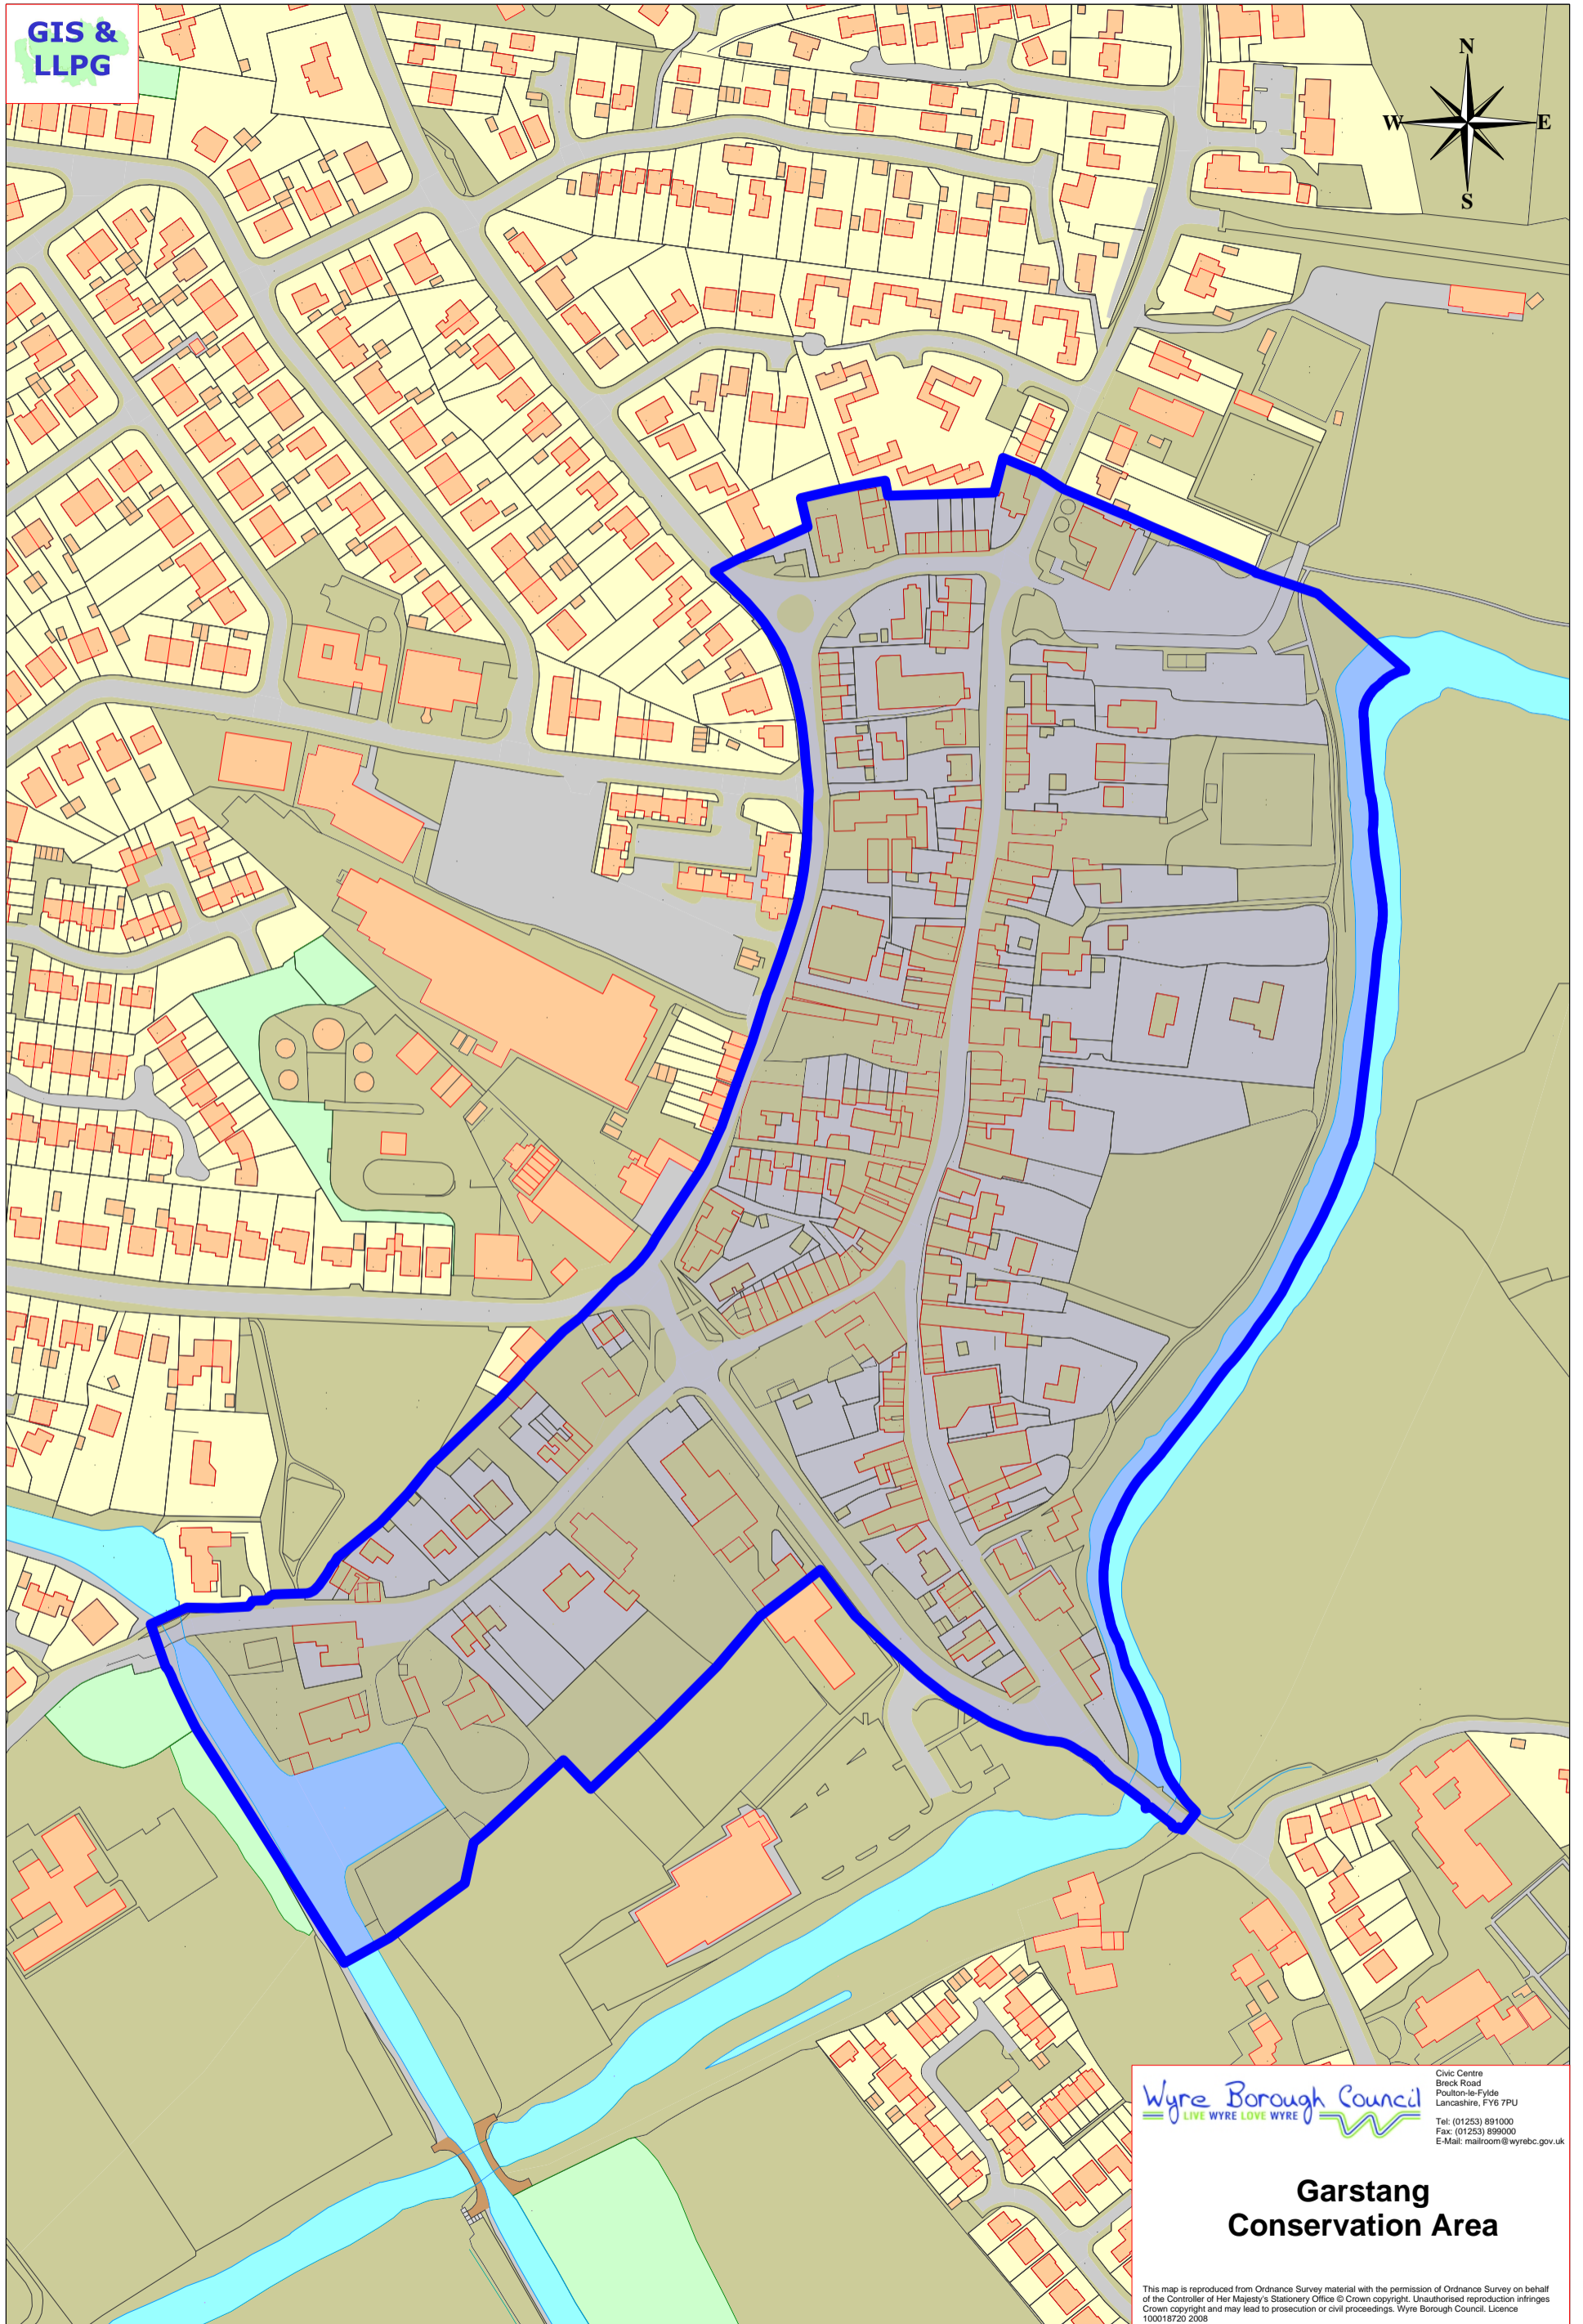 GIS &
LLPG
N
W E
S
Wyre Borough Council
LIVE WYRE LOVE WYRE
Civic Centre
Breck Road
Poulton-le-Fylde
Lancashire, FY6 7PU
Tel: (01253) 891000
Fax: (01253) 899000
E-Mail: mailroom@wyrebc.gov.uk
Garstang
Conservation Area
This map is reproduced from Ordnance Survey material with the permission of Ordnance Survey on behalf
of the Controller of Her Majesty's Stationery Office © Crown copyright. Unauthorised reproduction infringes
Crown copyright and may lead to prosecution or civil proceedings. Wyre Borough Council. Licence
100018720 2008